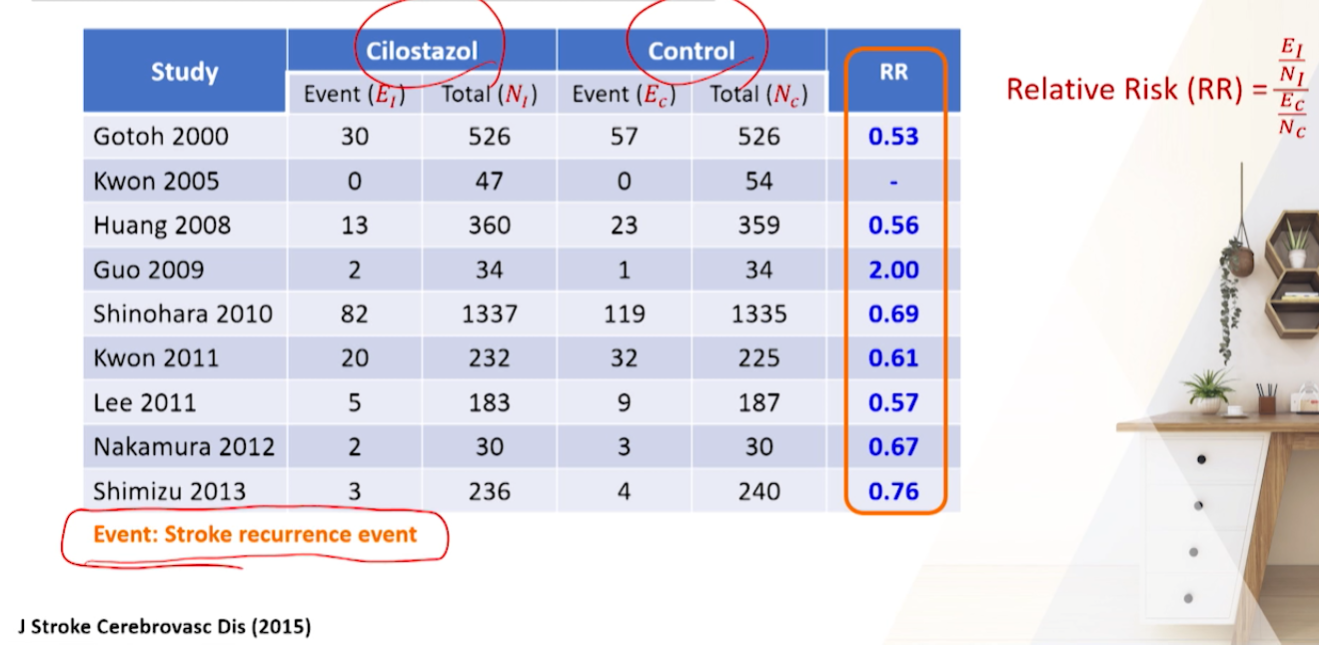 Study Cilostazol Control RR
Event (E_I) Total (N_I) Event (E_c) Total (N_c)
Gotoh 2000 30 526 57 526 0.53
Kwon 2005 0 47 0 54 -
Huang 2008 13 360 23 359 0.56
Guo 2009 2 34 1 34 2.00
Shinohara 2010 82 1337 119 1335 0.69
Kwon 2011 20 232 32 225 0.61
Lee 2011 5 183 9 187 0.57
Nakamura 2012 2 30 3 30 0.67
Shimizu 2013 3 236 4 240 0.76
Event: Stroke recurrence event
Relative Risk (RR) = E_I/N_I / E_C/N_C
J Stroke Cerebrovasc Dis (2015)